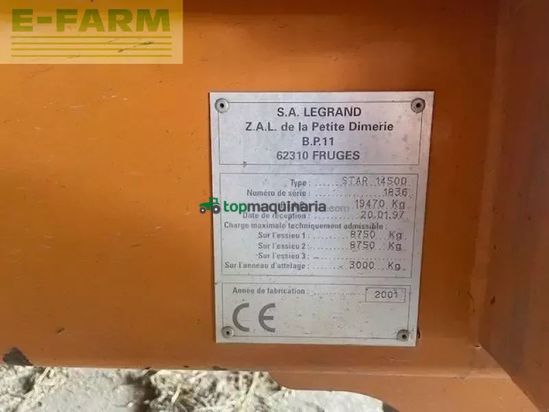 E-FARM
S.A. LEGRAND
Z.A.L. de la Petite Dimerie
B.P.11
62310 FRUGES
Type : STAR 14500
Numéro de série : 1836
topmaquinaria.com
19470 Kg
Date de réception : 20.01.97
Charge maximale techniquement admissible :
Sur l'essieu 1 : 8750 Kg
Sur l'essieu 2 : 8750 Kg
Sur l'essieu 3 :
Sur l'anneau d'attelage : 3000 Kg
Année de fabrication : 2001
CE